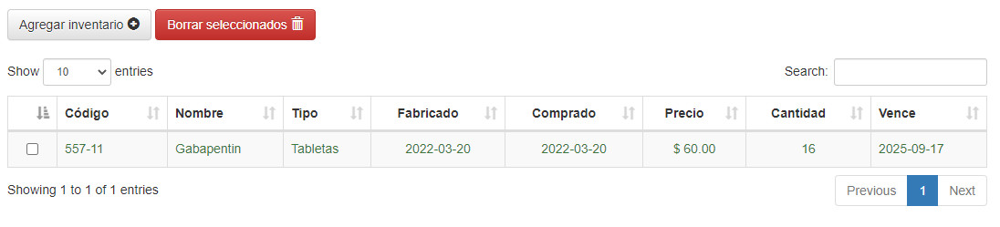 Agregar inventario Borrar seleccionados
Show 10 entries Search:
Código Nombre Tipo Fabricado Comprado Precio Cantidad Vence
557-11 Gabapentin Tabletas 2022-03-20 2022-03-20 $ 60.00 16 2025-09-17
Showing 1 to 1 of 1 entries Previous 1 Next